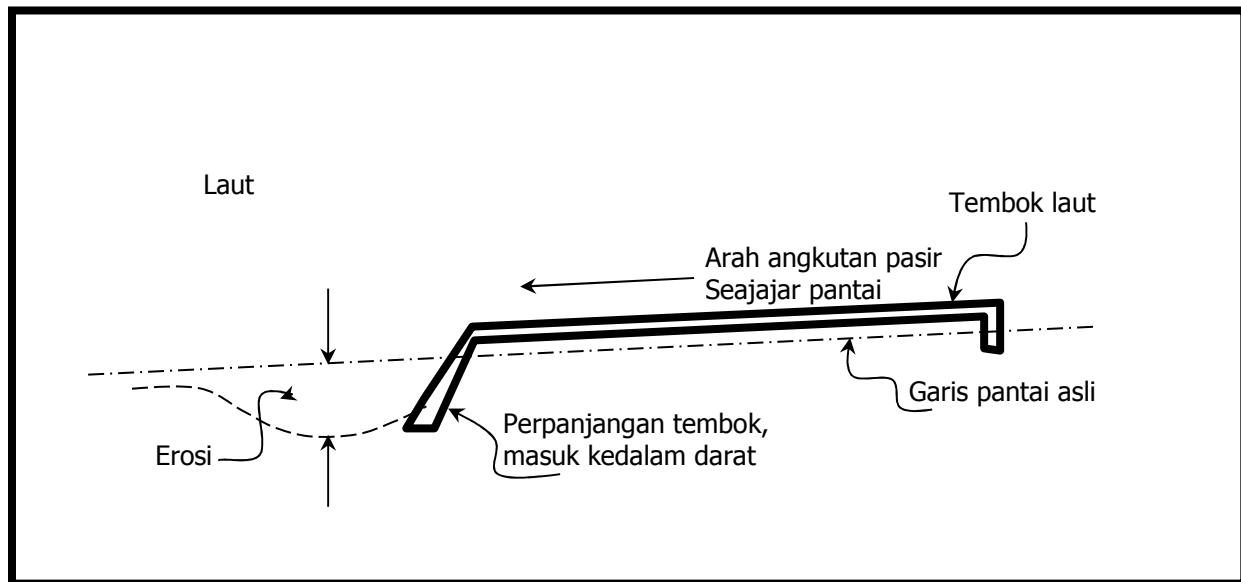 Laut
Tembok laut
Arah angkutan pasir
Seajajar pantai
Garis pantai asli
Perpanjangan tembok,
masuk kedalam darat
Erosi